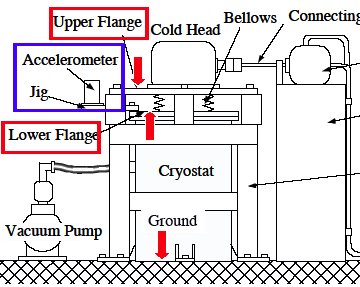 Upper Flange
Cold Head
Bellows
Connecting
Accelerometer
Jig
Lower Flange
Cryostat
Ground
Vacuum Pump